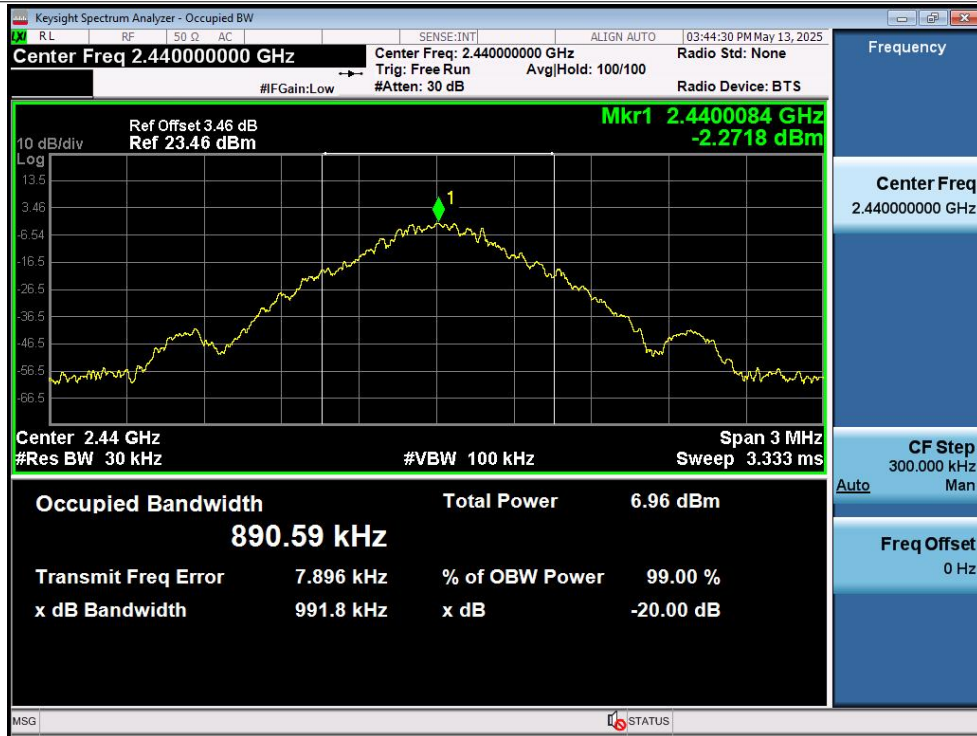 Keysight Spectrum Analyzer - Occupied BW
LXI RL RF 50 Ω AC SENSE:INT ALIGN AUTO 03:44:30 PM May 13, 2025
Center Freq 2.440000000 GHz
Center Freq: 2.440000000 GHz Radio Std: None
Trig: Free Run Avg|Hold: 100/100
#IFGain:Low #Atten: 30 dB Radio Device: BTS
Frequency
Mkr1 2.4400084 GHz
-2.2718 dBm
Ref Offset 3.46 dB
10 dB/div Ref 23.46 dBm
Log
13.5
3.46
-6.54
-16.5
-26.5
-36.5
-46.5
-56.5
-66.5
1
Center 2.44 GHz Span 3 MHz
#Res BW 30 kHz #VBW 100 kHz Sweep 3.333 ms
Center Freq
2.440000000 GHz
CF Step
300.000 kHz
Auto Man
Freq Offset
0 Hz
Occupied Bandwidth Total Power 6.96 dBm
890.59 kHz
Transmit Freq Error 7.896 kHz % of OBW Power 99.00 %
x dB Bandwidth 991.8 kHz x dB -20.00 dB
MSG STATUS